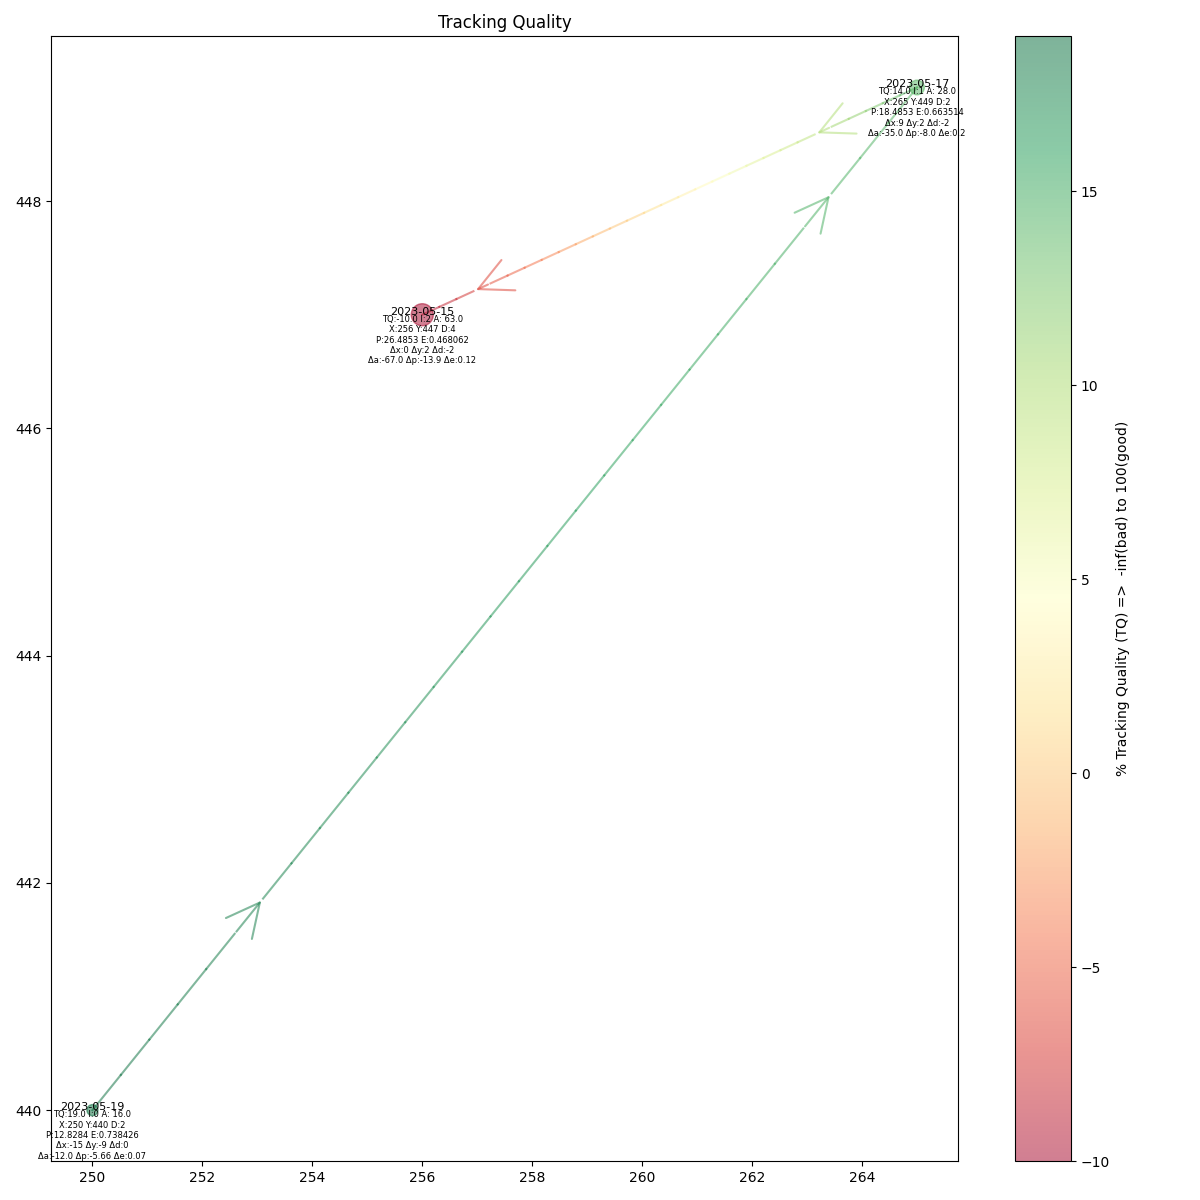 Tracking Quality
2023-05-17
TQ:14.0 I:1 A: 28.0
X:265 Y:449 D:2
P:18.4853 E:0.663514
Δx:9 Δy:2 Δd:-2
Δa:-35.0 Δp:-8.0 Δe:0.2
2023-05-15
TQ:-10.0 I:2 A: 63.0
X:256 Y:447 D:4
P:26.4853 E:0.468062
Δx:0 Δy:2 Δd:-2
Δa:-67.0 Δp:-13.9 Δe:0.12
2023-05-19
TQ:19.0 I:0 A: 16.0
X:250 Y:440 D:2
P:12.8284 E:0.738426
Δx:-15 Δy:-9 Δd:0
Δa:-12.0 Δp:-5.66 Δe:0.07
448
446
444
442
440
250
252
254
256
258
260
262
264
15
10
5
0
−5
−10
% Tracking Quality (TQ) => -inf(bad) to 100(good)